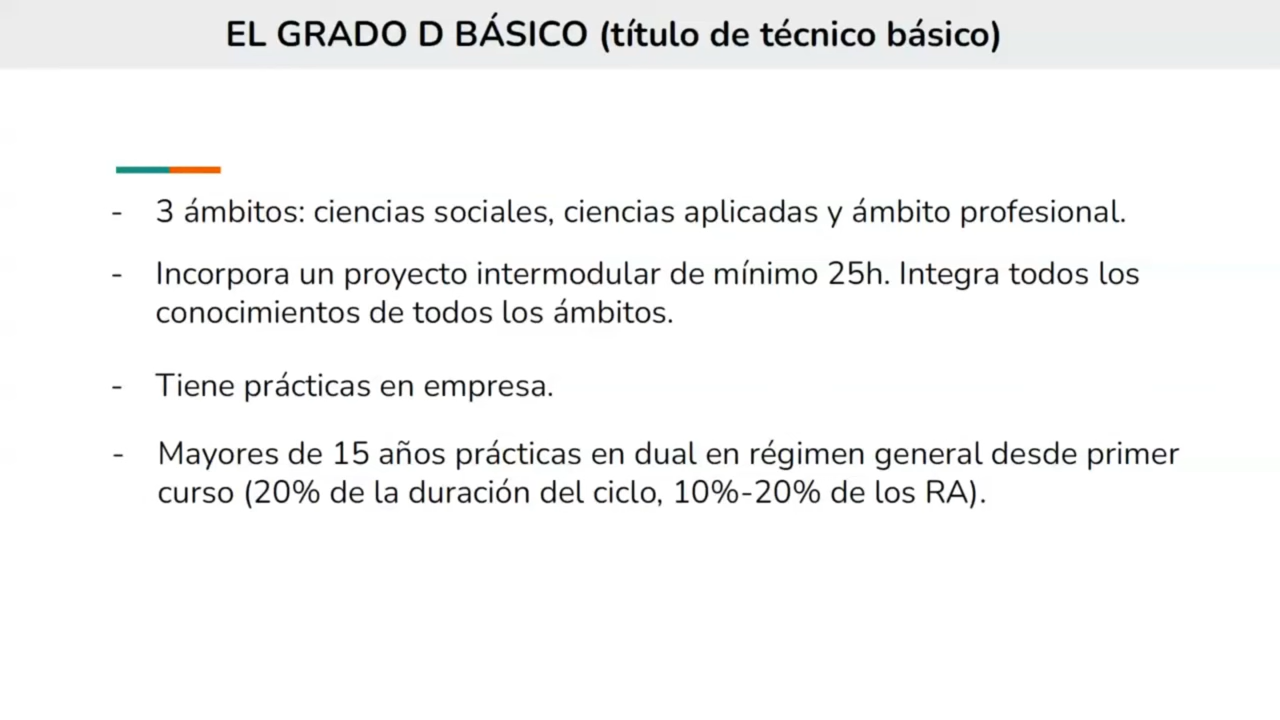 EL GRADO D BÁSICO (título de técnico básico)
- 3 ámbitos: ciencias sociales, ciencias aplicadas y ámbito profesional.
- Incorpora un proyecto intermodular de mínimo 25h. Integra todos los
conocimientos de todos los ámbitos.
- Tiene prácticas en empresa.
- Mayores de 15 años prácticas en dual en régimen general desde primer
curso (20% de la duración del ciclo, 10%-20% de los RA).